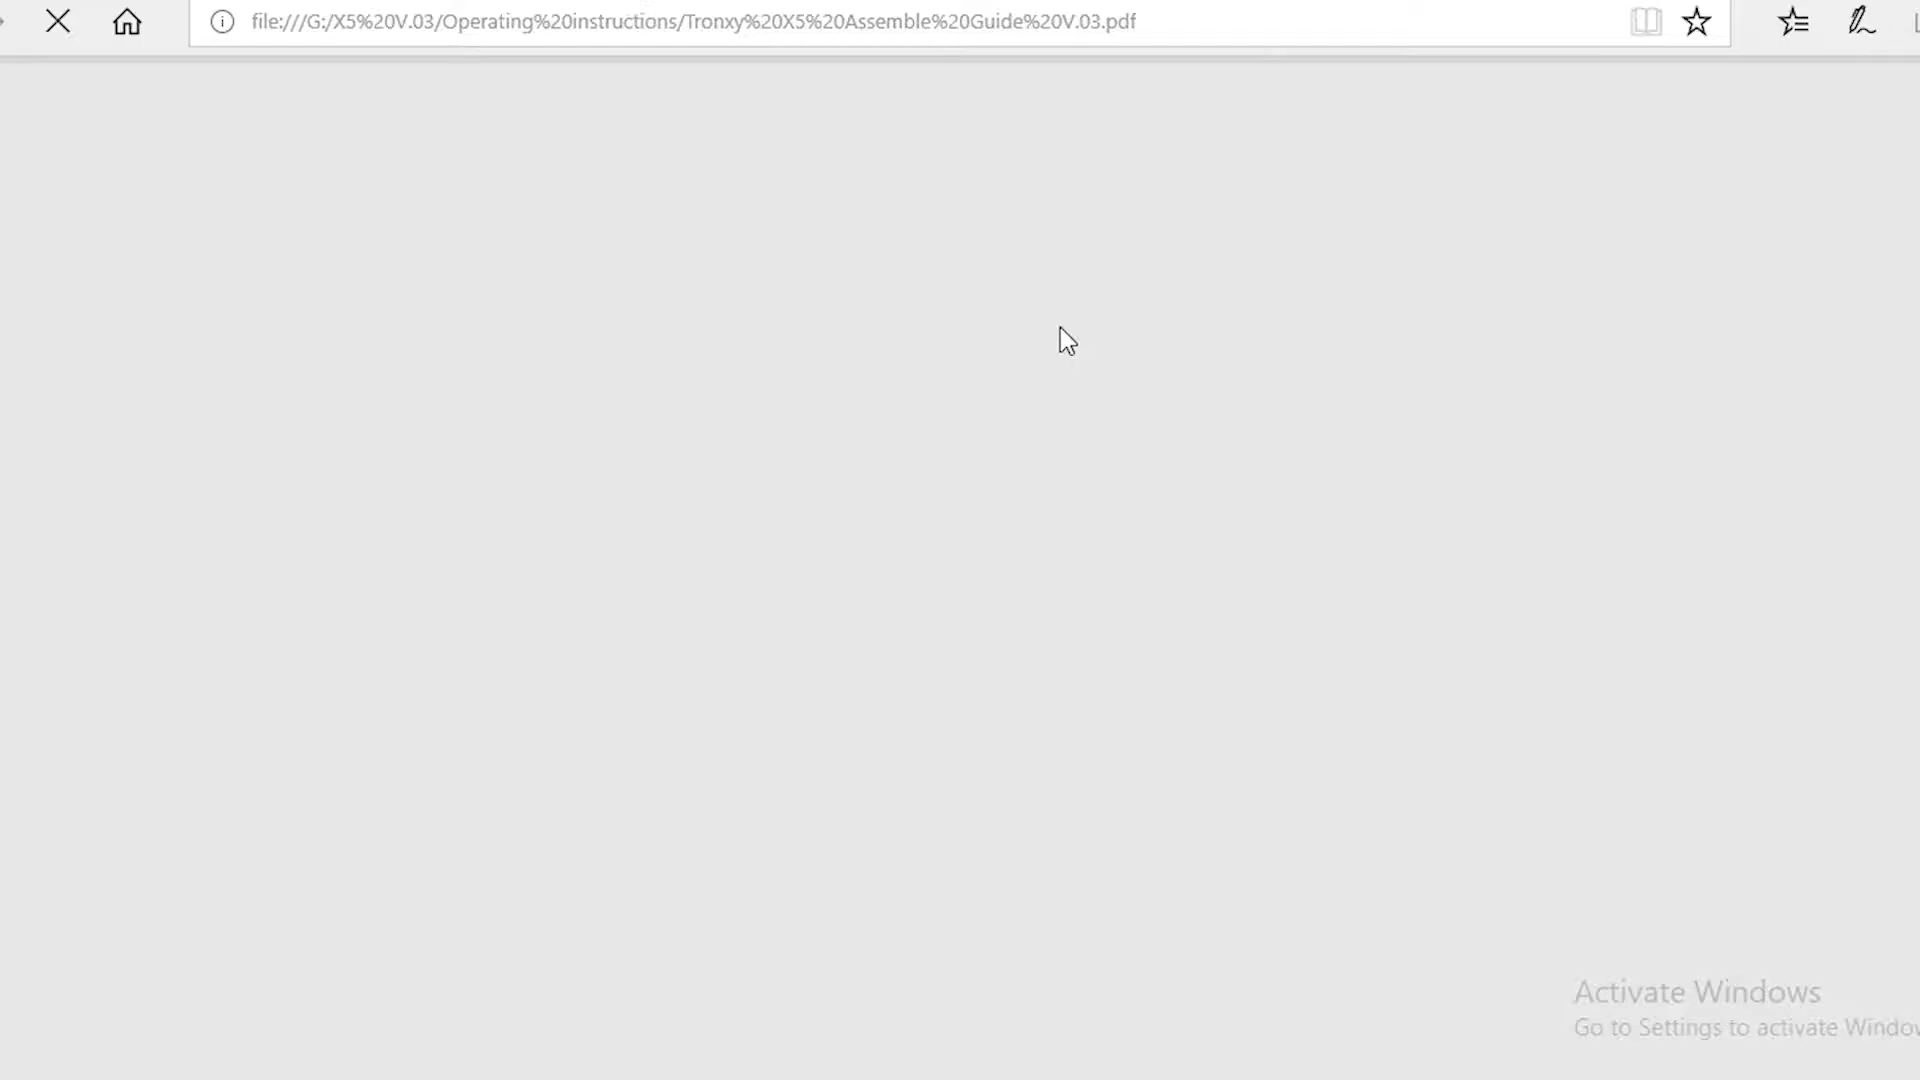 file:///G:/X5%20V.03/Operating%20instructions/Tronxy%20X5%20Assemble%20Guide%20V.03.pdf
Activate Windows
Go to Settings to activate Windov